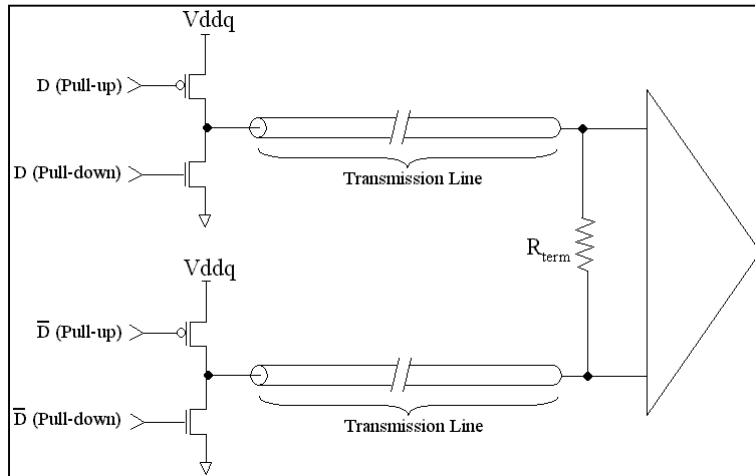 Vddq
D (Pull-up)
D (Pull-down)
Transmission Line
R_term
Vddq
D̅ (Pull-up)
D̅ (Pull-down)
Transmission Line